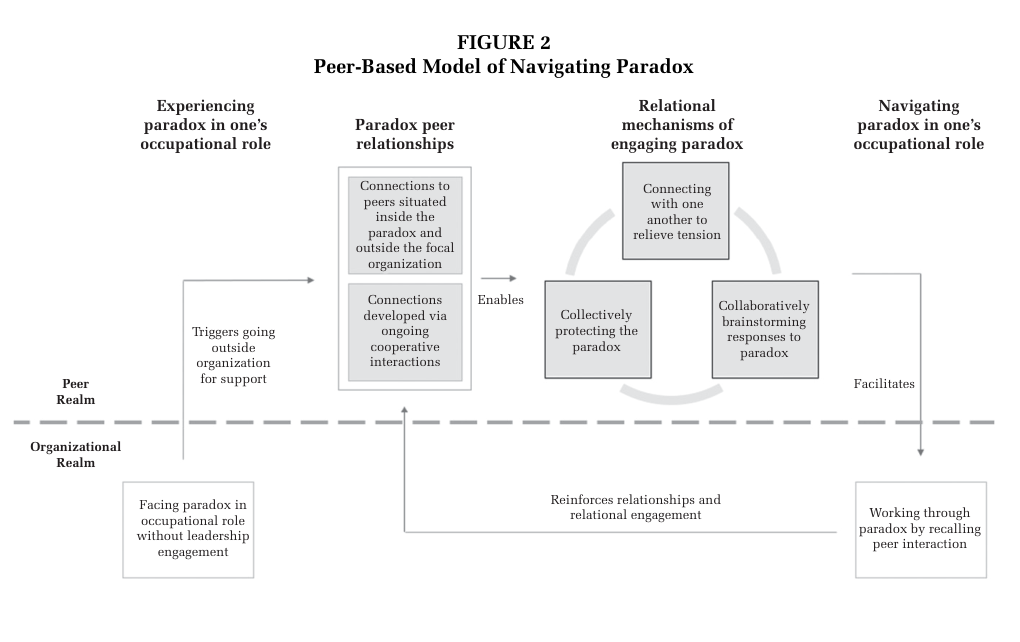 FIGURE 2
Peer-Based Model of Navigating Paradox
Experiencing
paradox in one's
occupational role
Paradox peer
relationships
Relational
mechanisms of
engaging paradox
Navigating
paradox in one's
occupational role
Connections to
peers situated
inside the
paradox and
outside the focal
organization
Connections
developed via
ongoing
cooperative
interactions
Triggers going
outside
organization
for support
Enables
Connecting
with one
another to
relieve tension
Collectively
protecting the
paradox
Collaboratively
brainstorming
responses to
paradox
Facilitates
Peer
Realm
Organizational
Realm
Facing paradox in
occupational role
without leadership
engagement
Reinforces relationships and
relational engagement
Working through
paradox by recalling
peer interaction